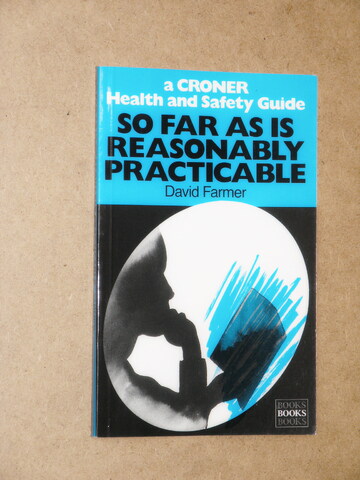 a CRONER
Health and Safety Guide
SO FAR AS IS
REASONABLY
PRACTICABLE
David Farmer
BOOKS
BOOKS
BOOKS